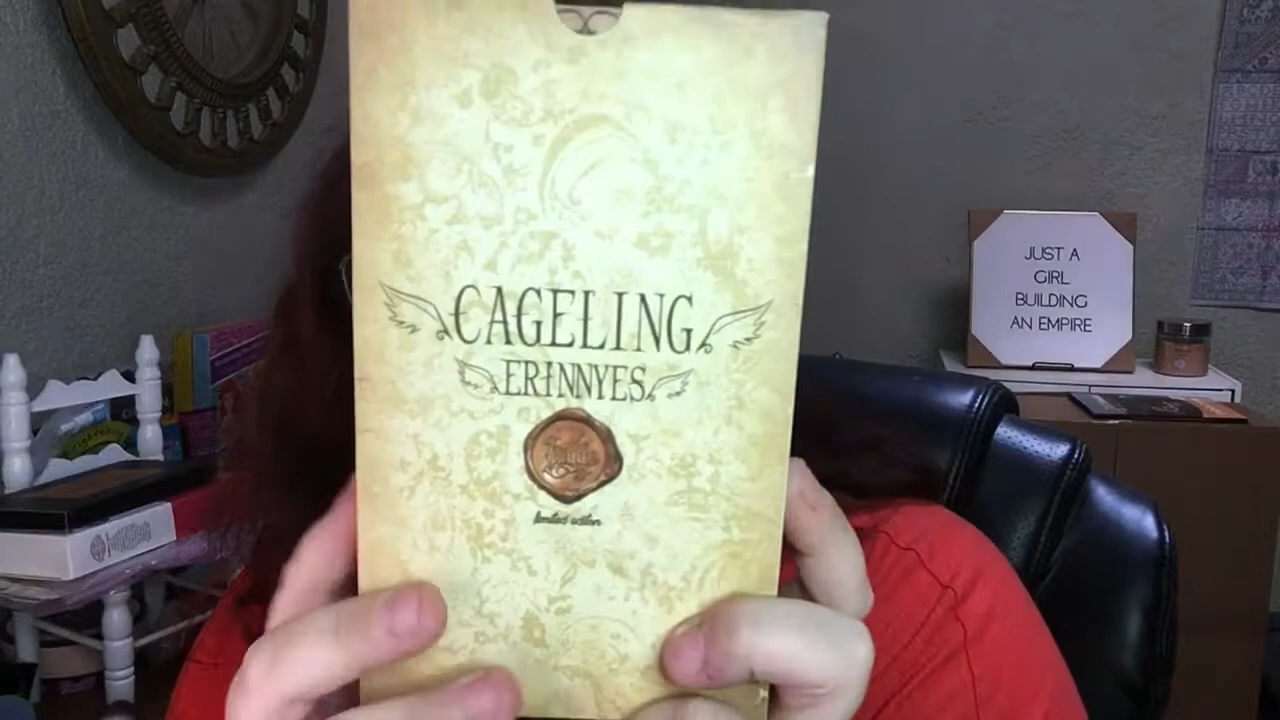 CAGELING
ERINNYES
limited edition
JUST A
GIRL
BUILDING
AN EMPIRE